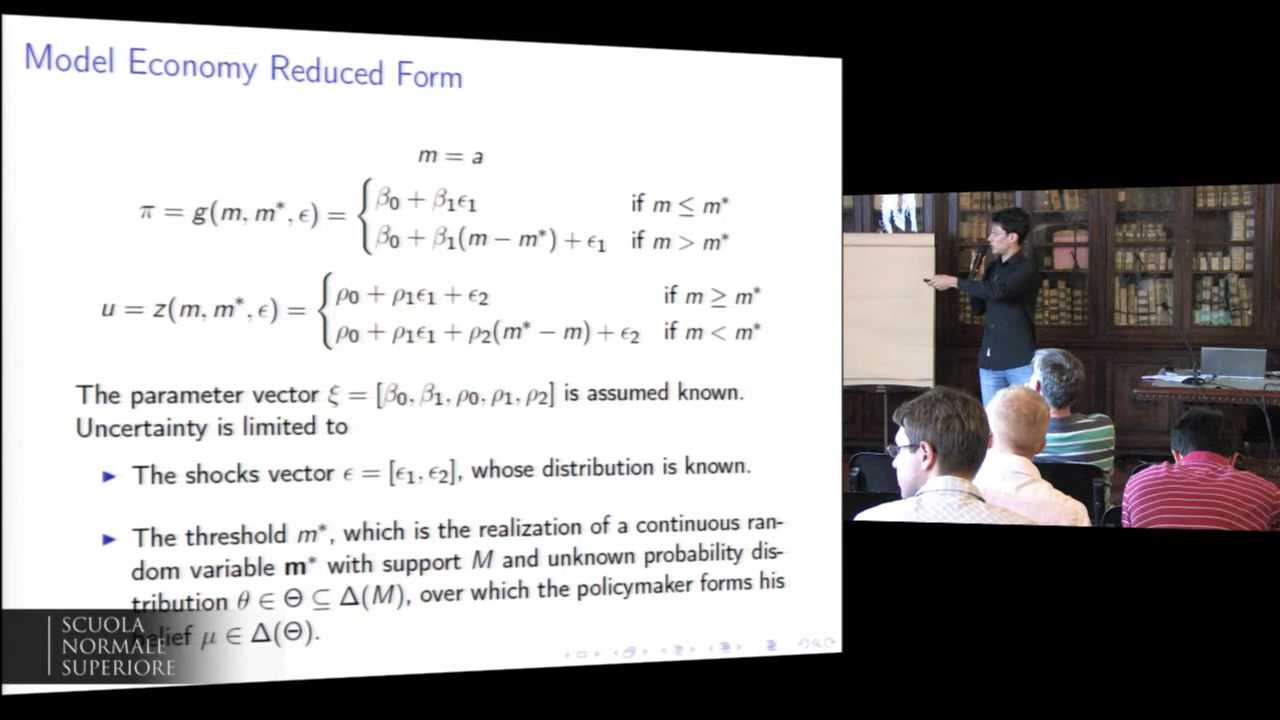 Model Economy Reduced Form
m = a
π = g(m, m*, ϵ) = { β₀ + β₁ϵ₁ if m ≤ m*
β₀ + β₁(m − m*) + ϵ₁ if m > m*
u = z(m, m*, ϵ) = { ρ₀ + ρ₁ϵ₁ + ϵ₂ if m ≥ m*
ρ₀ + ρ₁ϵ₁ + ρ₂(m* − m) + ϵ₂ if m < m*
The parameter vector ξ = [β₀, β₁, ρ₀, ρ₁, ρ₂] is assumed known.
Uncertainty is limited to
▶ The shocks vector ϵ = [ϵ₁, ϵ₂], whose distribution is known.
▶ The threshold m*, which is the realization of a continuous ran-
dom variable m* with support M and unknown probability dis-
tribution θ ∈ Θ ⊆ Δ(M), over which the policymaker forms his
belief μ ∈ Δ(Θ).
SCUOLA
NORMALE
SUPERIORE